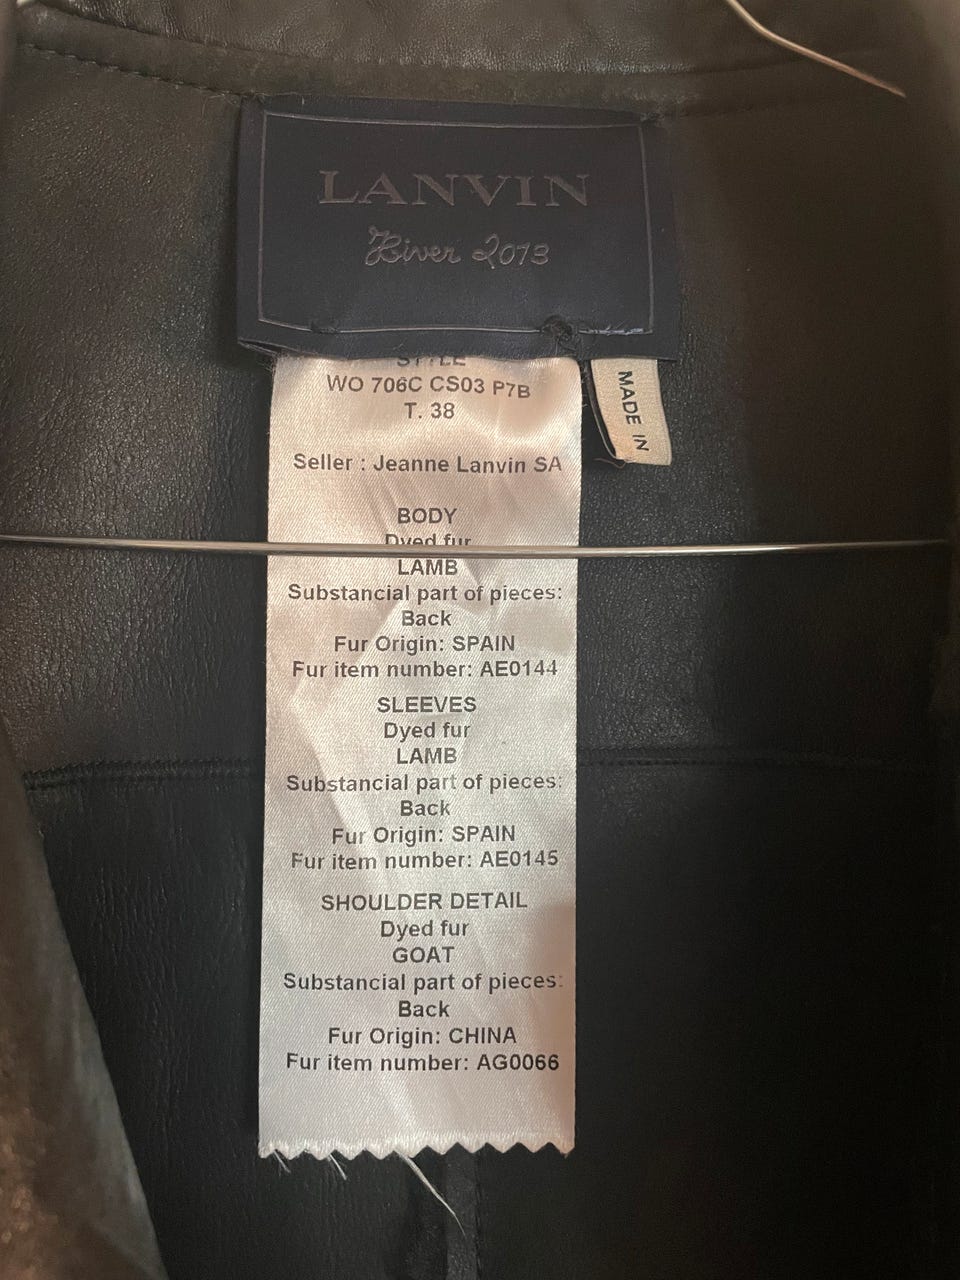 LANVIN
Hiver 2013
STYLE
WO 706C CS03 P7B
T. 38
MADE IN
Seller : Jeanne Lanvin SA
BODY
Dyed fur
LAMB
Substancial part of pieces:
Back
Fur Origin: SPAIN
Fur item number: AE0144
SLEEVES
Dyed fur
LAMB
Substancial part of pieces:
Back
Fur Origin: SPAIN
Fur item number: AE0145
SHOULDER DETAIL
Dyed fur
GOAT
Substancial part of pieces:
Back
Fur Origin: CHINA
Fur item number: AG0066